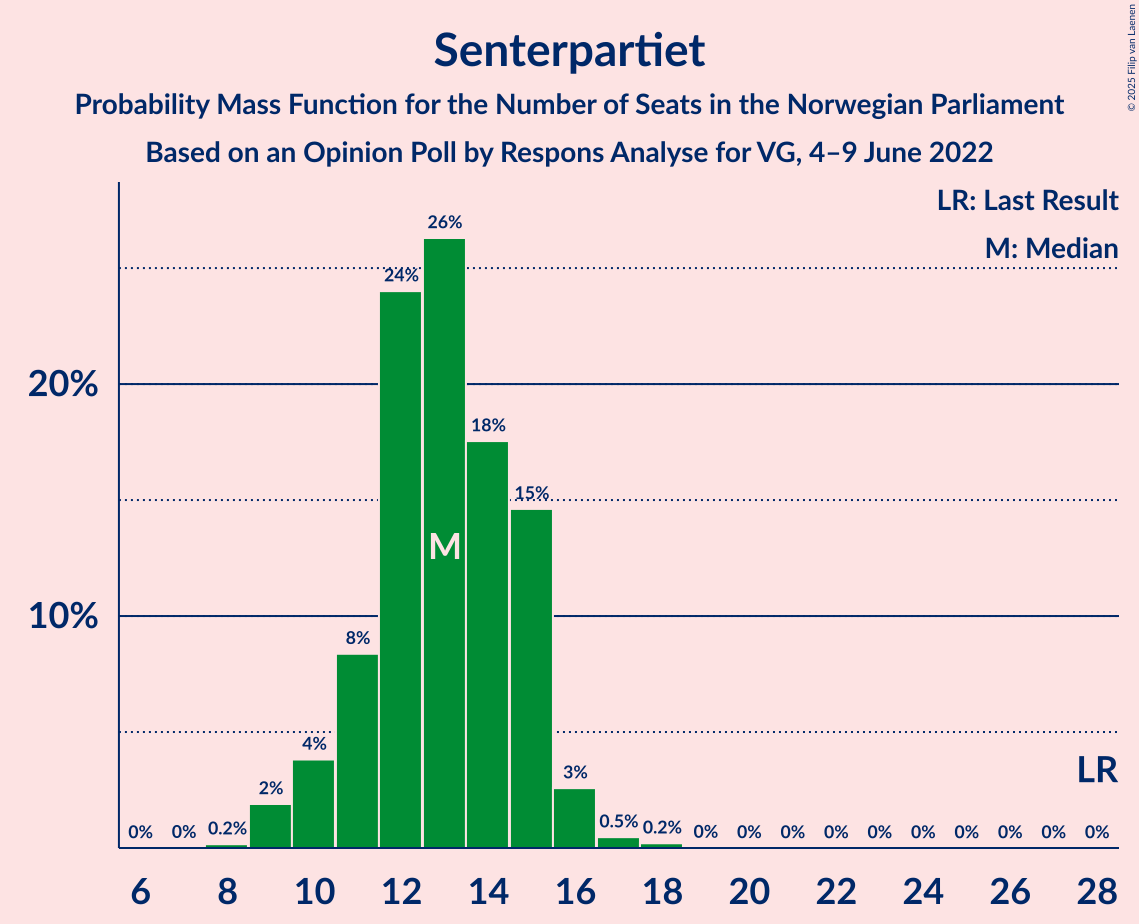 Senterpartiet
Probability Mass Function for the Number of Seats in the Norwegian Parliament
Based on an Opinion Poll by Respons Analyse for VG, 4–9 June 2022
© 2025 Filip van Laenen
LR: Last Result
M: Median
26%
24%
20%
18%
15%
M
10%
8%
4%
LR
2%
3%
0% 0% 0.2% 0.5% 0.2% 0% 0% 0% 0% 0% 0% 0% 0% 0% 0%
6 8 10 12 14 16 18 20 22 24 26 28